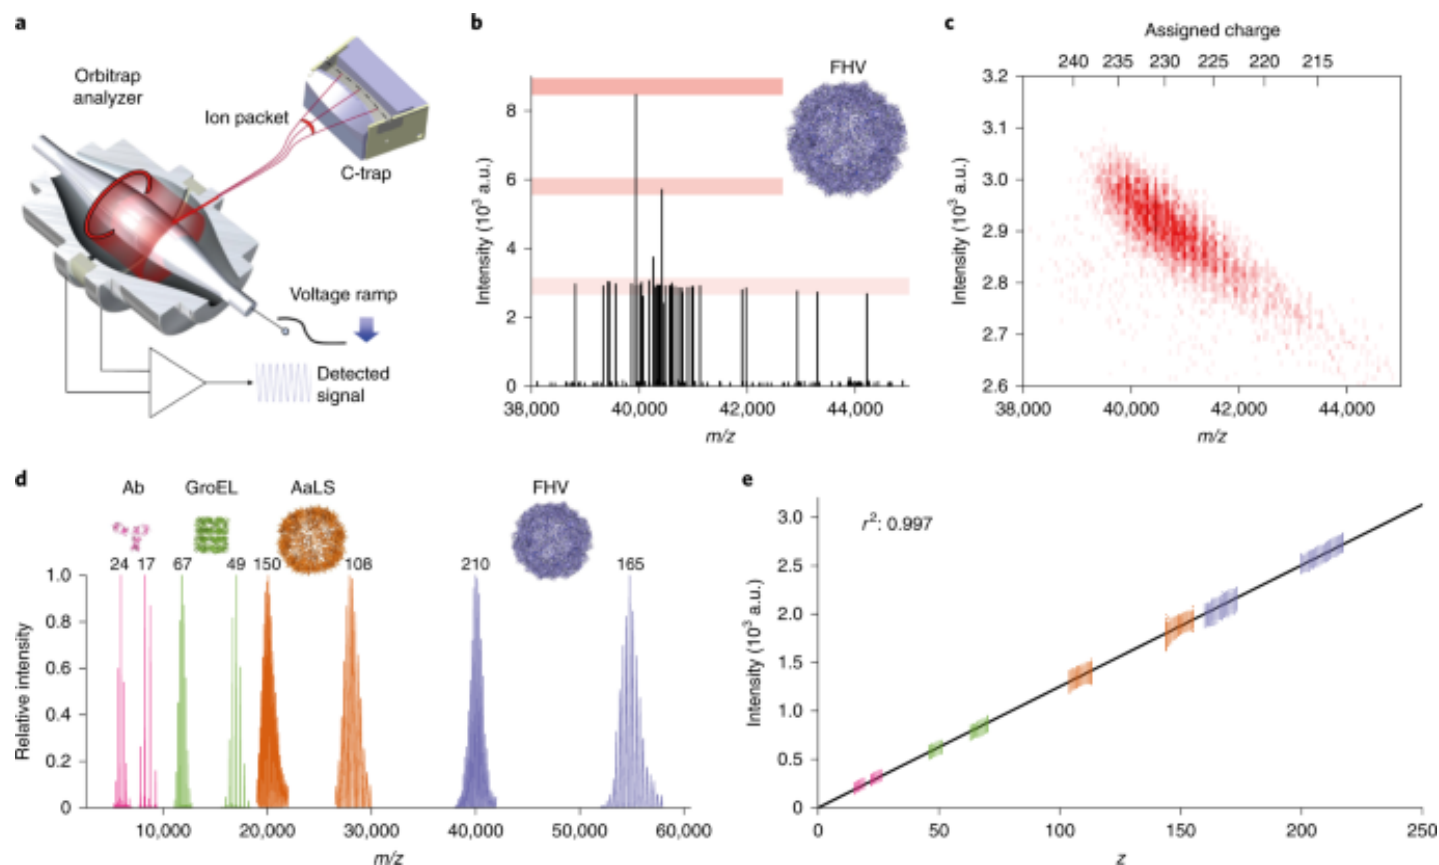 a
Orbitrap
analyzer
Ion packet
C-trap
Voltage ramp
Detected
signal
b
FHV
Intensity (10³ a.u.)
8
6
4
2
0
38,000 40,000 42,000 44,000
m/z
c
Assigned charge
240 235 230 225 220 215
Intensity (10³ a.u.)
3.2
3.1
3.0
2.9
2.8
2.7
2.6
38,000 40,000 42,000 44,000
m/z
d
Ab GroEL AaLS FHV
24 17 67 49 150 108 210 165
Relative intensity
1.0
0.8
0.6
0.4
0.2
0
10,000 20,000 30,000 40,000 50,000 60,000
m/z
e
r²: 0.997
Intensity (10³ a.u.)
3.0
2.5
2.0
1.5
1.0
0.5
0
0 50 100 150 200 250
z